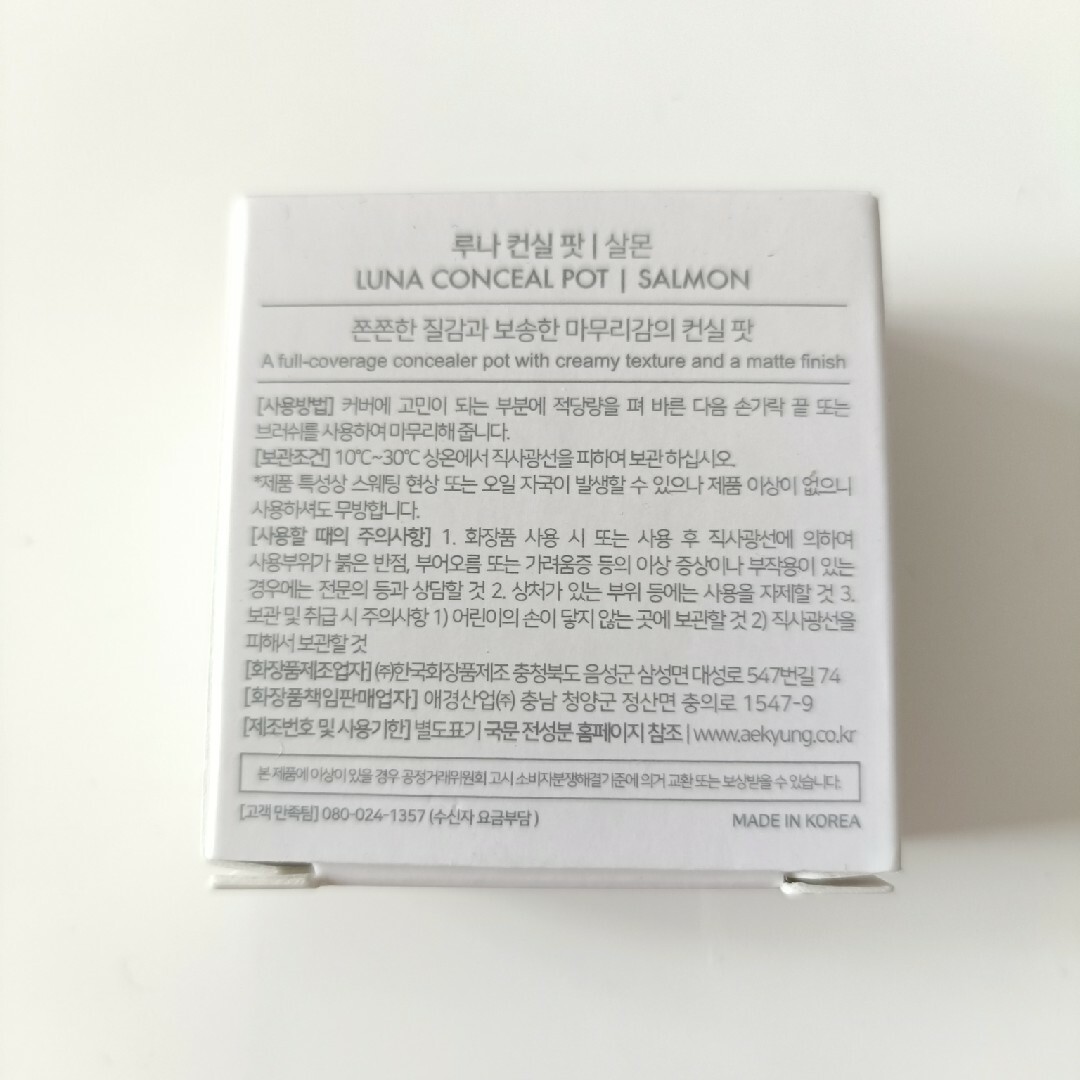 루나 컨실 팟 | 살몬
LUNA CONCEAL POT | SALMON
쫀쫀한 질감과 보송한 마무리감의 컨실 팟
A full-coverage concealer pot with creamy texture and a matte finish
[사용방법] 커버에 고민이 되는 부분에 적당량을 펴 바른 다음 손가락 끝 또는
브러쉬를 사용하여 마무리해 줍니다.
[보관조건] 10℃~30℃ 상온에서 직사광선을 피하여 보관 하십시오.
*제품 특성상 스웨팅 현상 또는 오일 자국이 발생할 수 있으나 제품 이상이 없으니
사용하셔도 무방합니다.
[사용할 때의 주의사항] 1. 화장품 사용 시 또는 사용 후 직사광선에 의하여
사용부위가 붉은 반점, 부어오름 또는 가려움증 등의 이상 증상이나 부작용이 있는
경우에는 전문의 등과 상담할 것 2. 상처가 있는 부위 등에는 사용을 자제할 것 3.
보관 및 취급 시 주의사항 1) 어린이의 손이 닿지 않는 곳에 보관할 것 2) 직사광선을
피해서 보관할 것
[화장품제조업자] ㈜한국화장품제조 충청북도 음성군 삼성면 대성로 547번길 74
[화장품책임판매업자] 애경산업㈜ 충남 청양군 정산면 충의로 1547-9
[제조번호 및 사용기한] 별도표기 국문 전성분 홈페이지 참조 | www.aekyung.co.kr
본 제품에 이상이 있을 경우 공정거래위원회 고시 소비자분쟁해결기준에 의거 교환 또는 보상받을 수 있습니다.
[고객 만족팀] 080-024-1357 (수신자 요금부담)
MADE IN KOREA